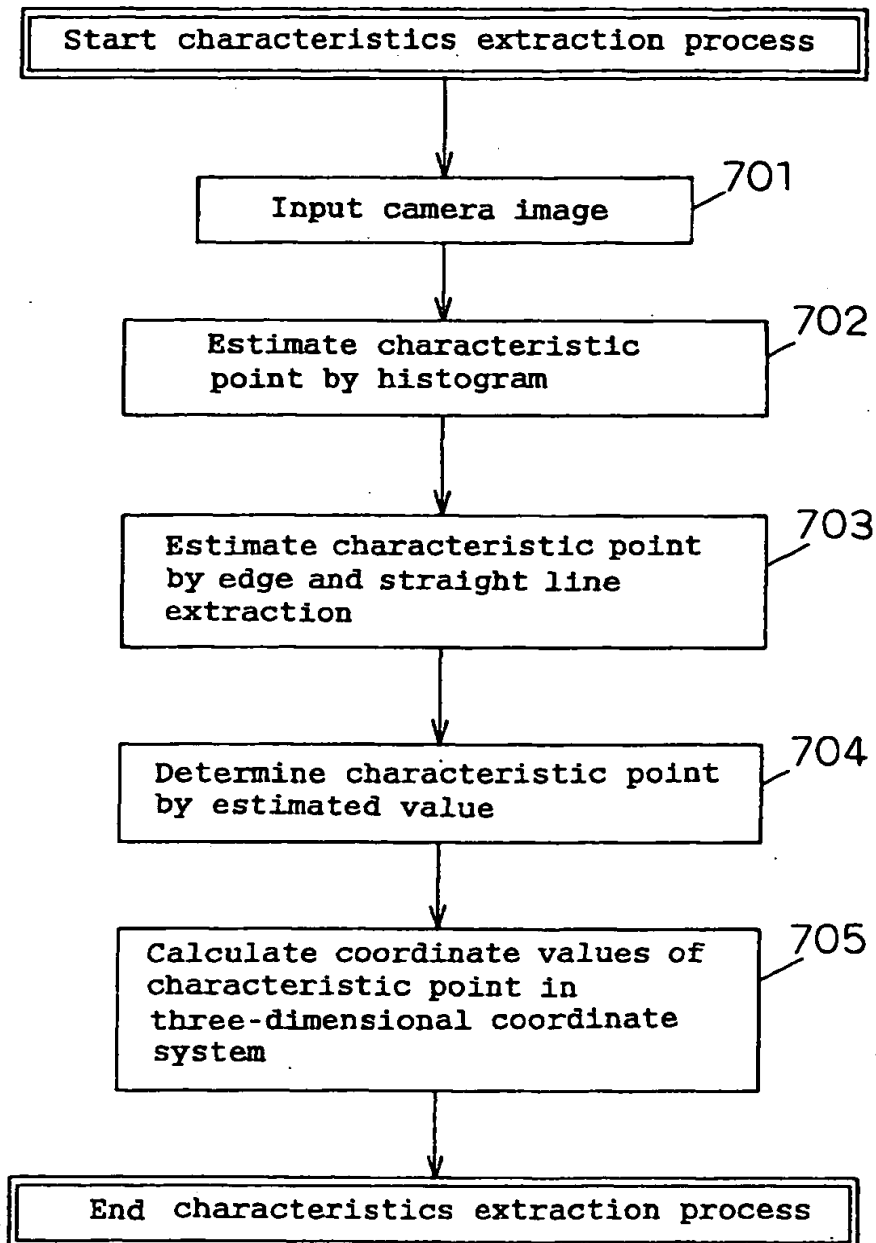 Start characteristics extraction process
701
Input camera image
702
Estimate characteristic
point by histogram
703
Estimate characteristic point
by edge and straight line
extraction
704
Determine characteristic point
by estimated value
705
Calculate coordinate values of
characteristic point in
three-dimensional coordinate
system
End characteristics extraction process